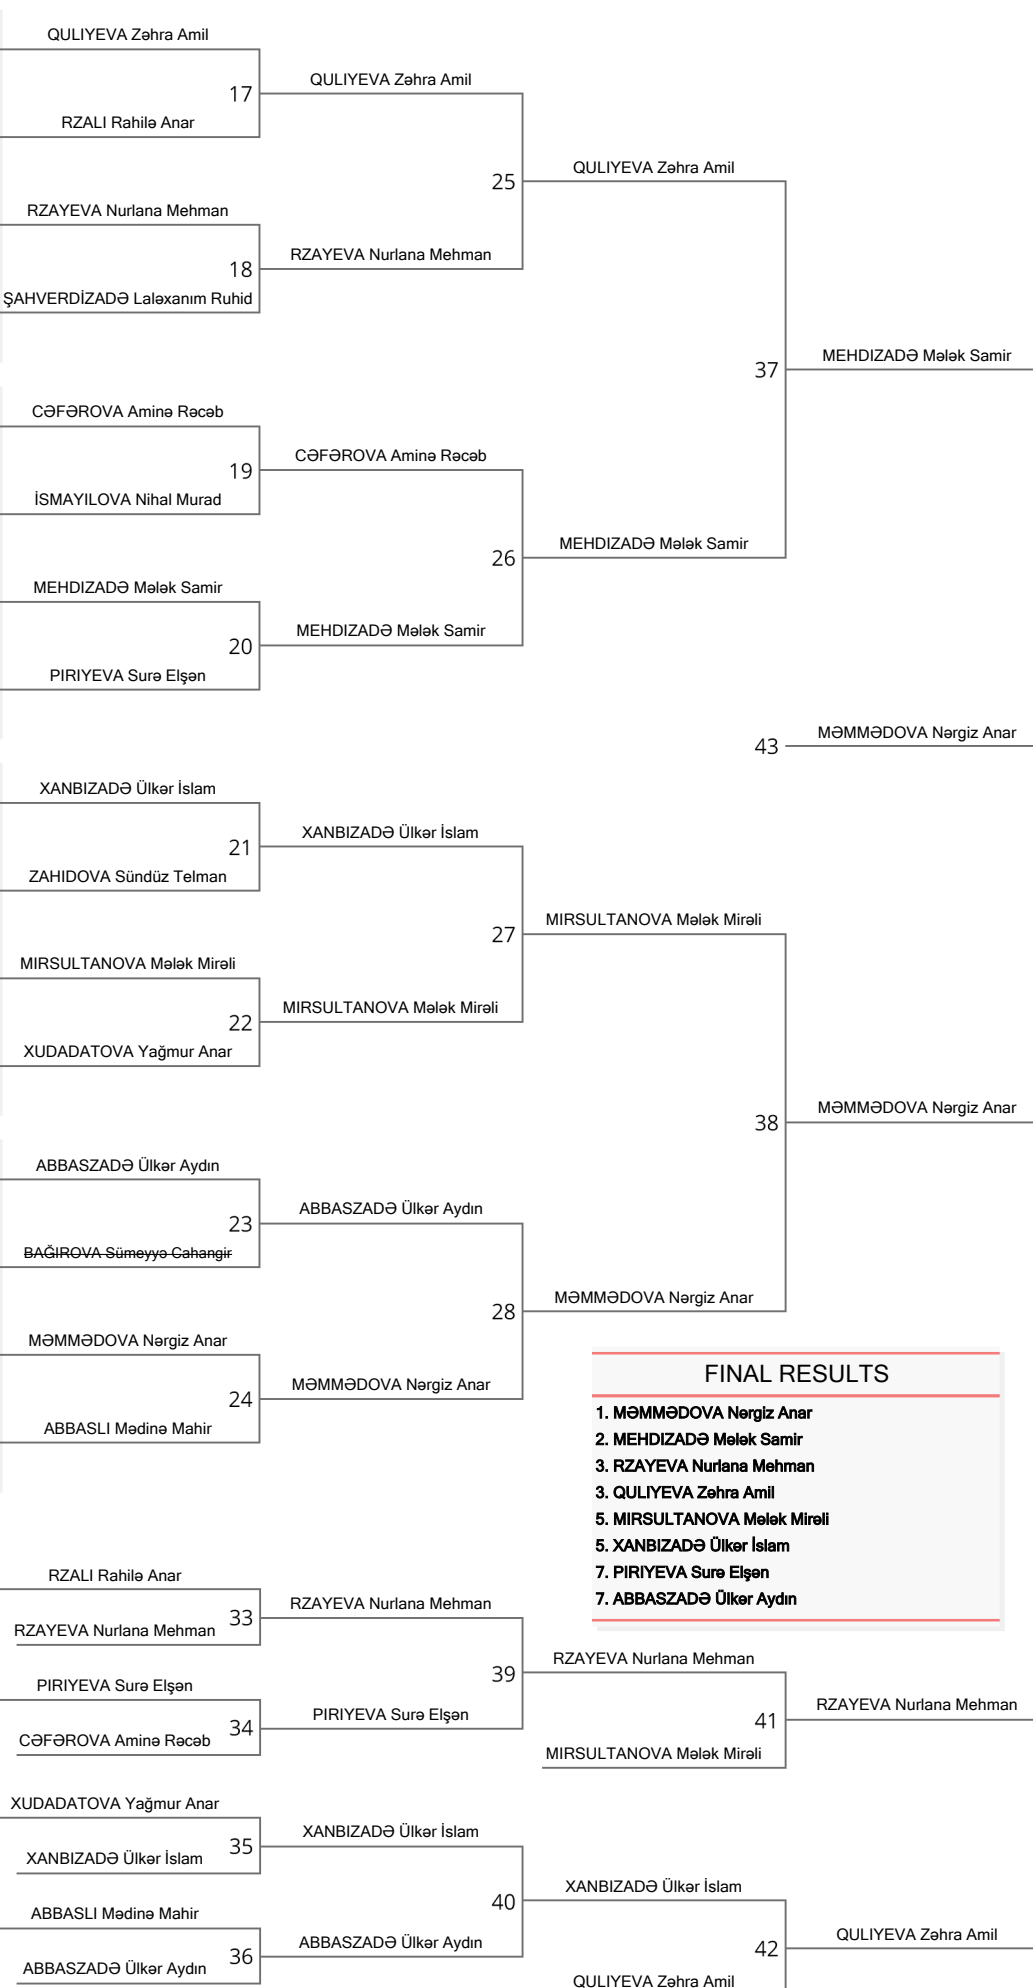 QULIYEVA Zəhra Amil
17
QULIYEVA Zəhra Amil
RZALI Rahilə Anar
25
QULIYEVA Zəhra Amil
RZAYEVA Nurlana Mehman
18
RZAYEVA Nurlana Mehman
ŞAHVERDİZADƏ Laləxanım Ruhid
37
MEHDIZADƏ Mələk Samir
CƏFƏROVA Aminə Rəcəb
19
CƏFƏROVA Aminə Rəcəb
İSMAYILOVA Nihal Murad
26
MEHDIZADƏ Mələk Samir
MEHDIZADƏ Mələk Samir
20
MEHDIZADƏ Mələk Samir
PIRIYEVA Surə Elşən
43
MƏMMƏDOVA Nərgiz Anar
XANBIZADƏ Ülkər İslam
21
XANBIZADƏ Ülkər İslam
ZAHIDOVA Sündüz Telman
27
MIRSULTANOVA Mələk Mirəli
MIRSULTANOVA Mələk Mirəli
22
MIRSULTANOVA Mələk Mirəli
XUDADATOVA Yağmur Anar
38
MƏMMƏDOVA Nərgiz Anar
ABBASZADƏ Ülkər Aydın
23
ABBASZADƏ Ülkər Aydın
BAĞIROVA Sümeyyə Cahangir
28
MƏMMƏDOVA Nərgiz Anar
MƏMMƏDOVA Nərgiz Anar
24
MƏMMƏDOVA Nərgiz Anar
ABBASLI Mədinə Mahir
FINAL RESULTS
1. MƏMMƏDOVA Nərgiz Anar
2. MEHDIZADƏ Mələk Samir
3. RZAYEVA Nurlana Mehman
3. QULIYEVA Zəhra Amil
5. MIRSULTANOVA Mələk Mirəli
5. XANBIZADƏ Ülkər İslam
7. PIRIYEVA Surə Elşən
7. ABBASZADƏ Ülkər Aydın
RZALI Rahilə Anar
33
RZAYEVA Nurlana Mehman
RZAYEVA Nurlana Mehman
39
RZAYEVA Nurlana Mehman
PIRIYEVA Surə Elşən
34
PIRIYEVA Surə Elşən
CƏFƏROVA Aminə Rəcəb
41
RZAYEVA Nurlana Mehman
MIRSULTANOVA Mələk Mirəli
XUDADATOVA Yağmur Anar
35
XANBIZADƏ Ülkər İslam
XANBIZADƏ Ülkər İslam
40
XANBIZADƏ Ülkər İslam
ABBASLI Mədinə Mahir
36
ABBASZADƏ Ülkər Aydın
ABBASZADƏ Ülkər Aydın
42
QULIYEVA Zəhra Amil
QULIYEVA Zəhra Amil